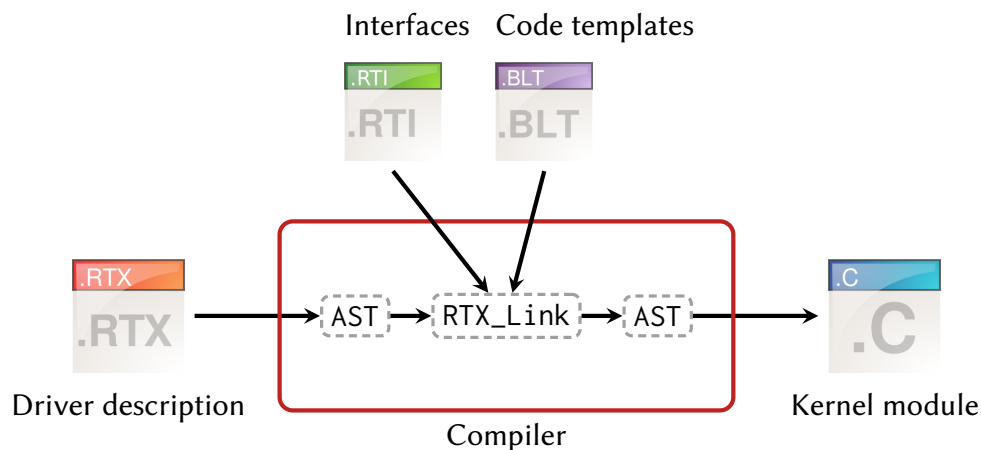 Interfaces Code templates
.RTI .BLT
.RTI .BLT
.RTX
.RTX
AST RTX_Link AST
.C
.C
Driver description
Compiler
Kernel module